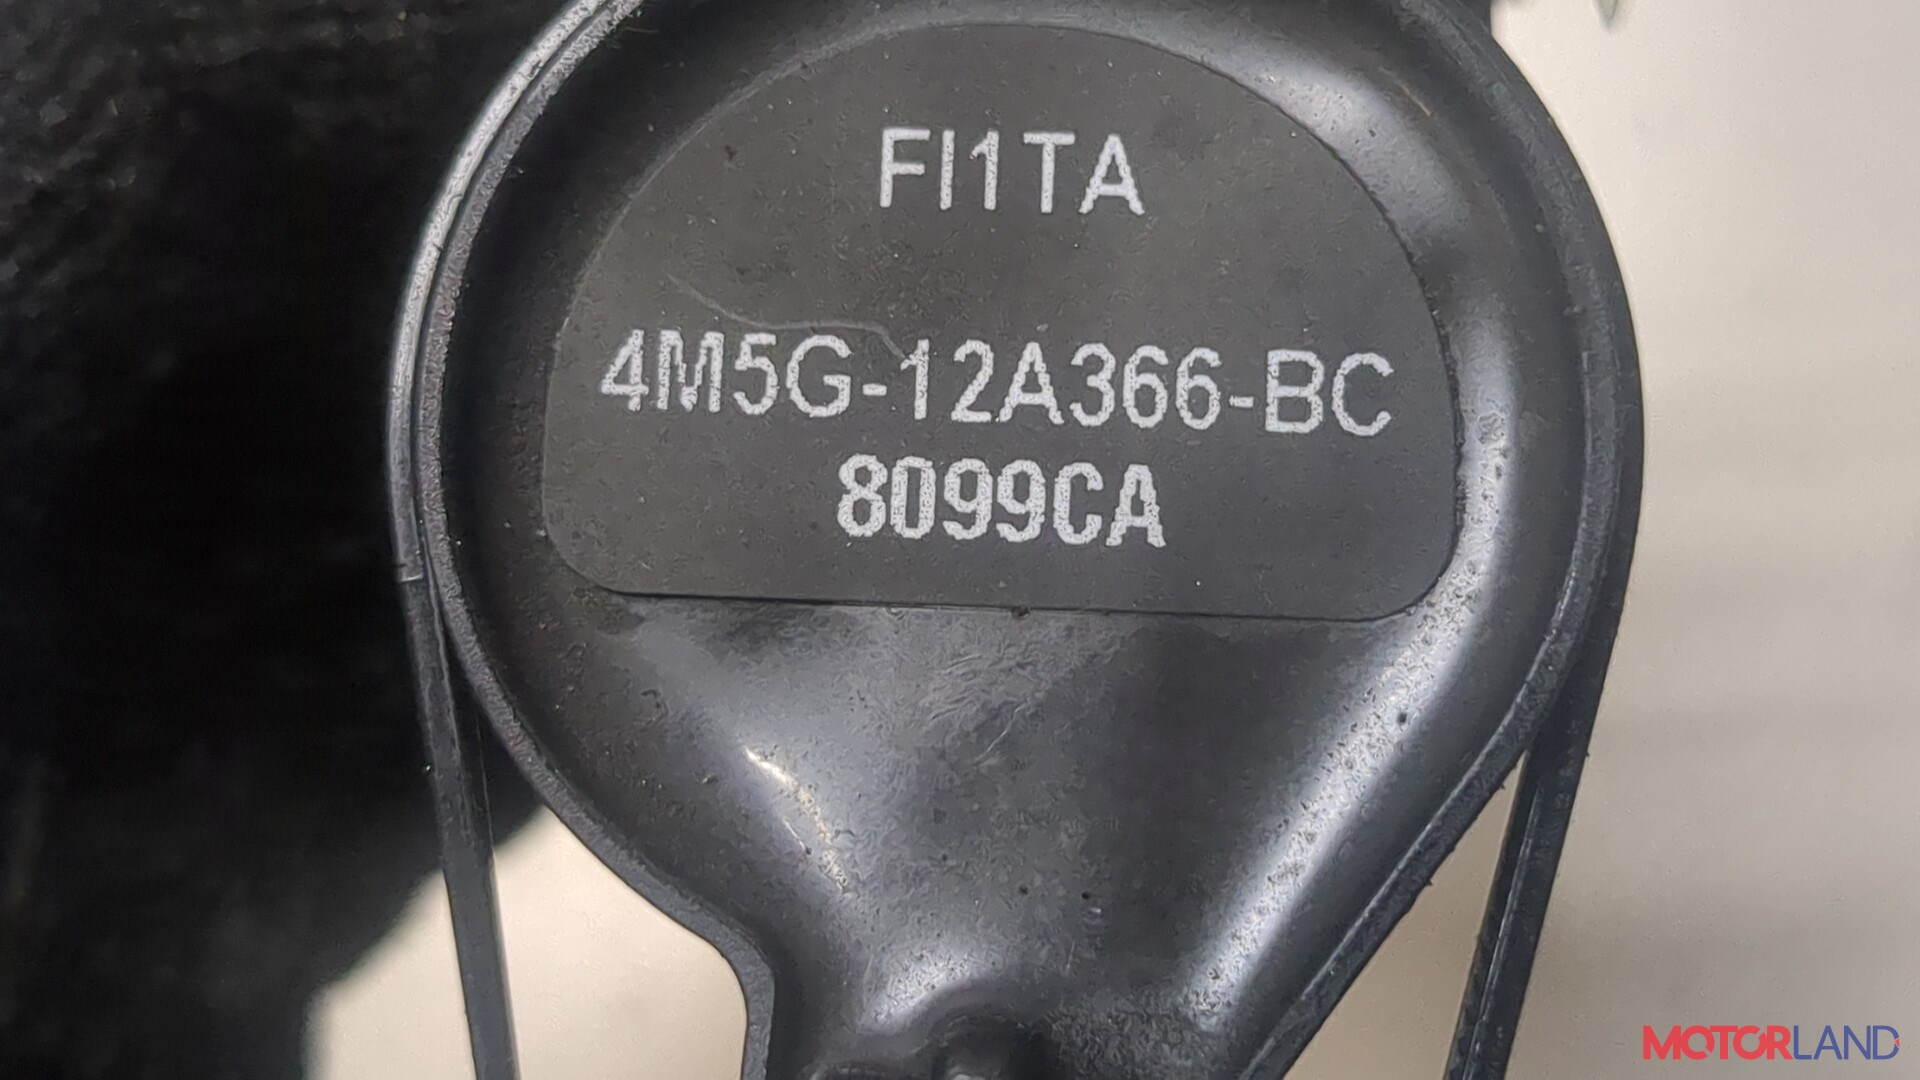 FI1TA
4M5G-12A366-BC
8099CA
MOTORLAND